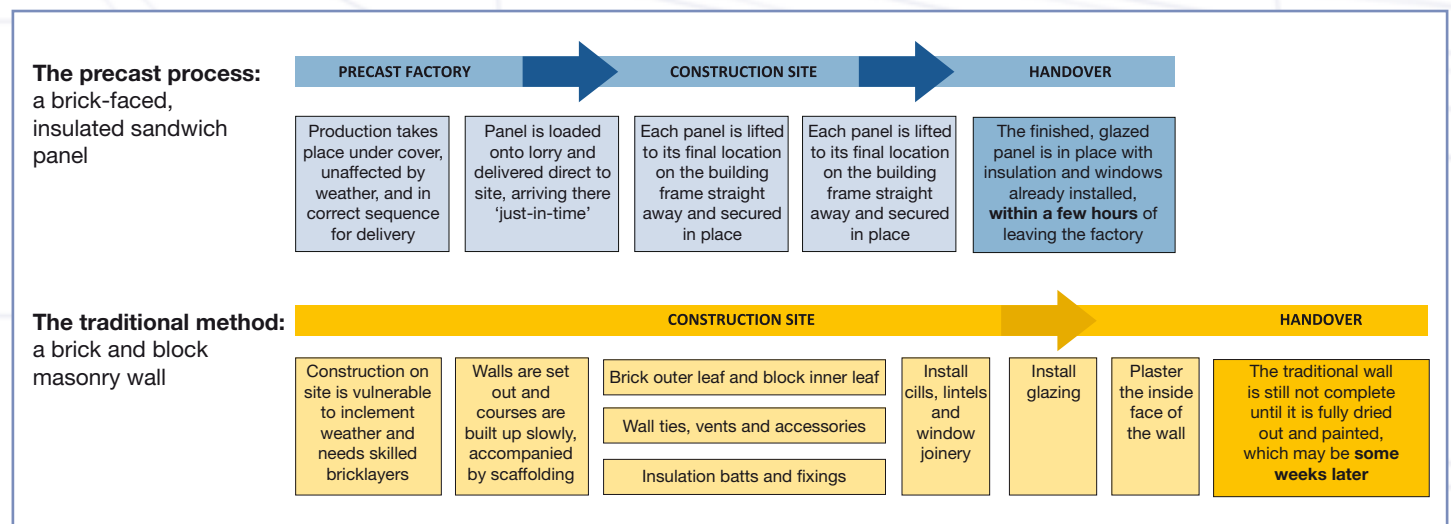 The precast process:
a brick-faced,
insulated sandwich
panel
PRECAST FACTORY
CONSTRUCTION SITE
HANDOVER
Production takes
place under cover,
unaffected by
weather, and in
correct sequence
for delivery
Panel is loaded
onto lorry and
delivered direct to
site, arriving there
‘just-in-time’
Each panel is lifted
to its final location
on the building
frame straight
away and secured
in place
Each panel is lifted
to its final location
on the building
frame straight
away and secured
in place
The finished, glazed
panel is in place with
insulation and windows
already installed,
within a few hours of
leaving the factory
The traditional method:
a brick and block
masonry wall
CONSTRUCTION SITE
HANDOVER
Construction on
site is vulnerable
to inclement
weather and
needs skilled
bricklayers
Walls are set
out and
courses are
built up slowly,
accompanied
by scaffolding
Brick outer leaf and block inner leaf
Wall ties, vents and accessories
Insulation batts and fixings
Install
cills, lintels
and
window
joinery
Install
glazing
Plaster
the inside
face of
the wall
The traditional wall
is still not complete
until it is fully dried
out and painted,
which may be some
weeks later